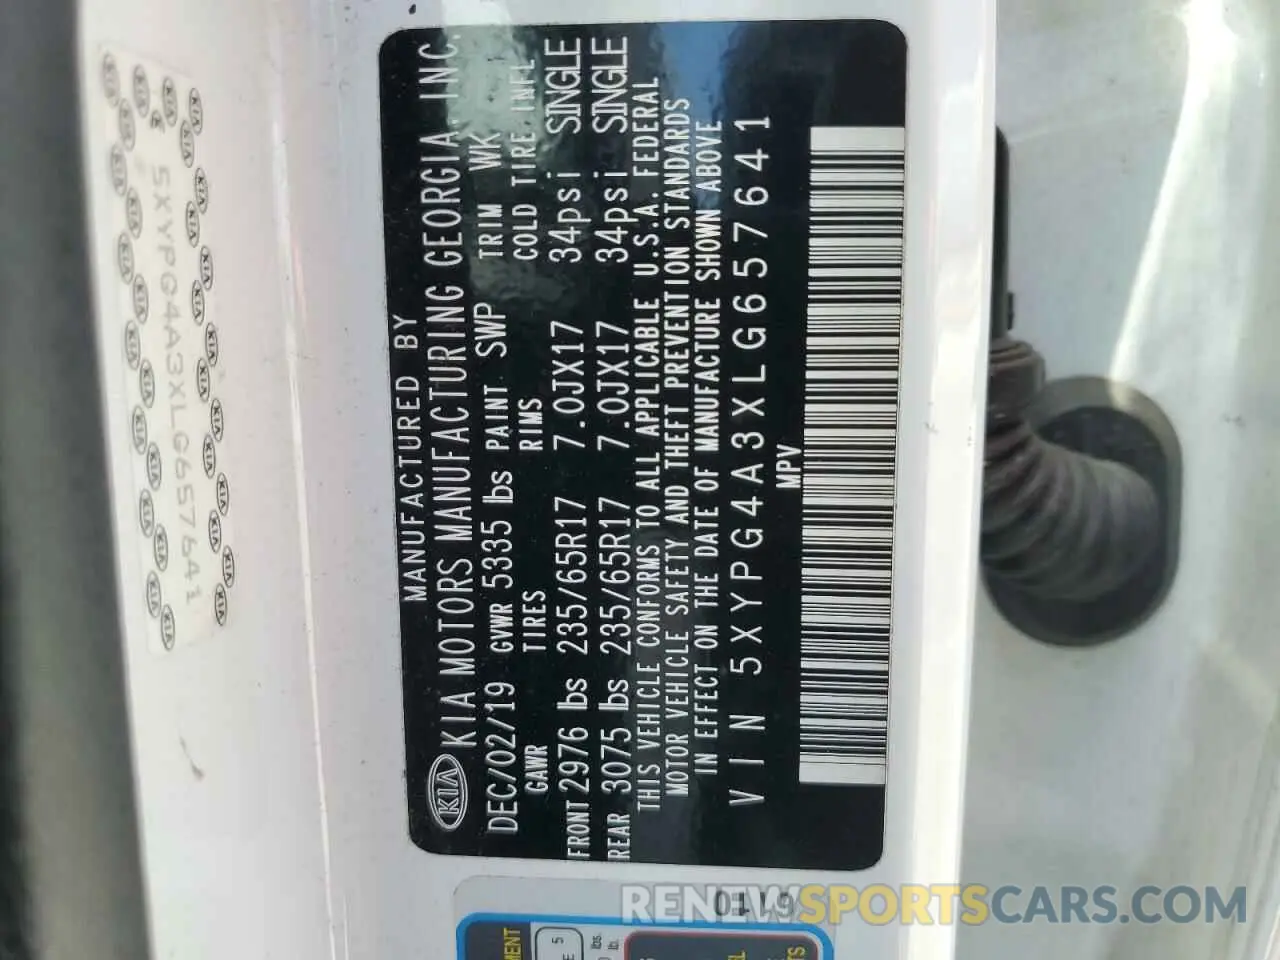 MANUFACTURED BY
KIA KIA MOTORS MANUFACTURING GEORGIA, INC.
DEC/02/19 GVWR 5335 lbs PAINT SWP TRIM WK
GAWR TIRES RIMS COLD TIRE.INFL
FRONT 2976 lbs 235/65R17 7.0JX17 34psi SINGLE
REAR 3075 lbs 235/65R17 7.0JX17 34psi SINGLE
THIS VEHICLE CONFORMS TO ALL APPLICABLE U.S.A. FEDERAL
MOTOR VEHICLE SAFETY AND THEFT PREVENTION STANDARDS
IN EFFECT ON THE DATE OF MANUFACTURE SHOWN ABOVE
VIN 5XYPG4A3XLG657641
MPV
5XYPG4A3XLG657641
RENEWSPORTSCARS.COM